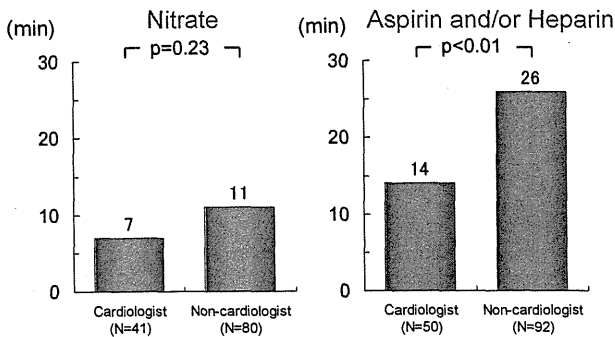 Nitrate
(min)
p=0.23
30
20
10
0
7
11
Cardiologist
(N=41)
Non-cardiologist
(N=80)
Aspirin and/or Heparin
(min)
p<0.01
30
20
10
0
14
26
Cardiologist
(N=50)
Non-cardiologist
(N=92)